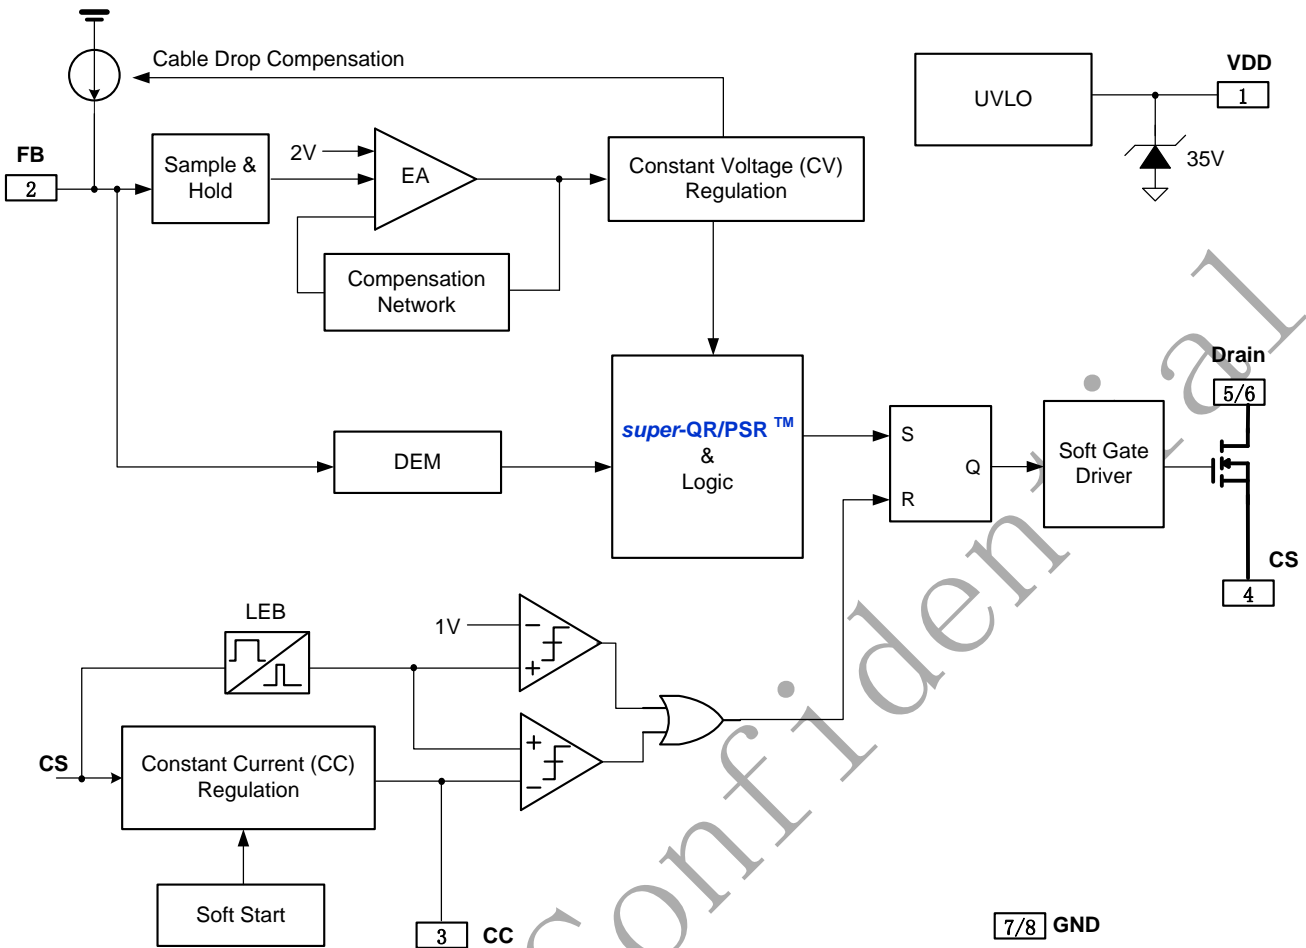 Cable Drop Compensation
VDD
1
UVLO
35V
FB
2
Sample &
Hold
2V
EA
Constant Voltage (CV)
Regulation
Compensation
Network
Drain
5/6
super-QR/PSR TM
&
Logic
DEM
S
R
Q
Soft Gate
Driver
CS
4
LEB
1V
−
+
+
−
CS
Constant Current (CC)
Regulation
Soft Start
3
CC
7/8
GND
Confidential